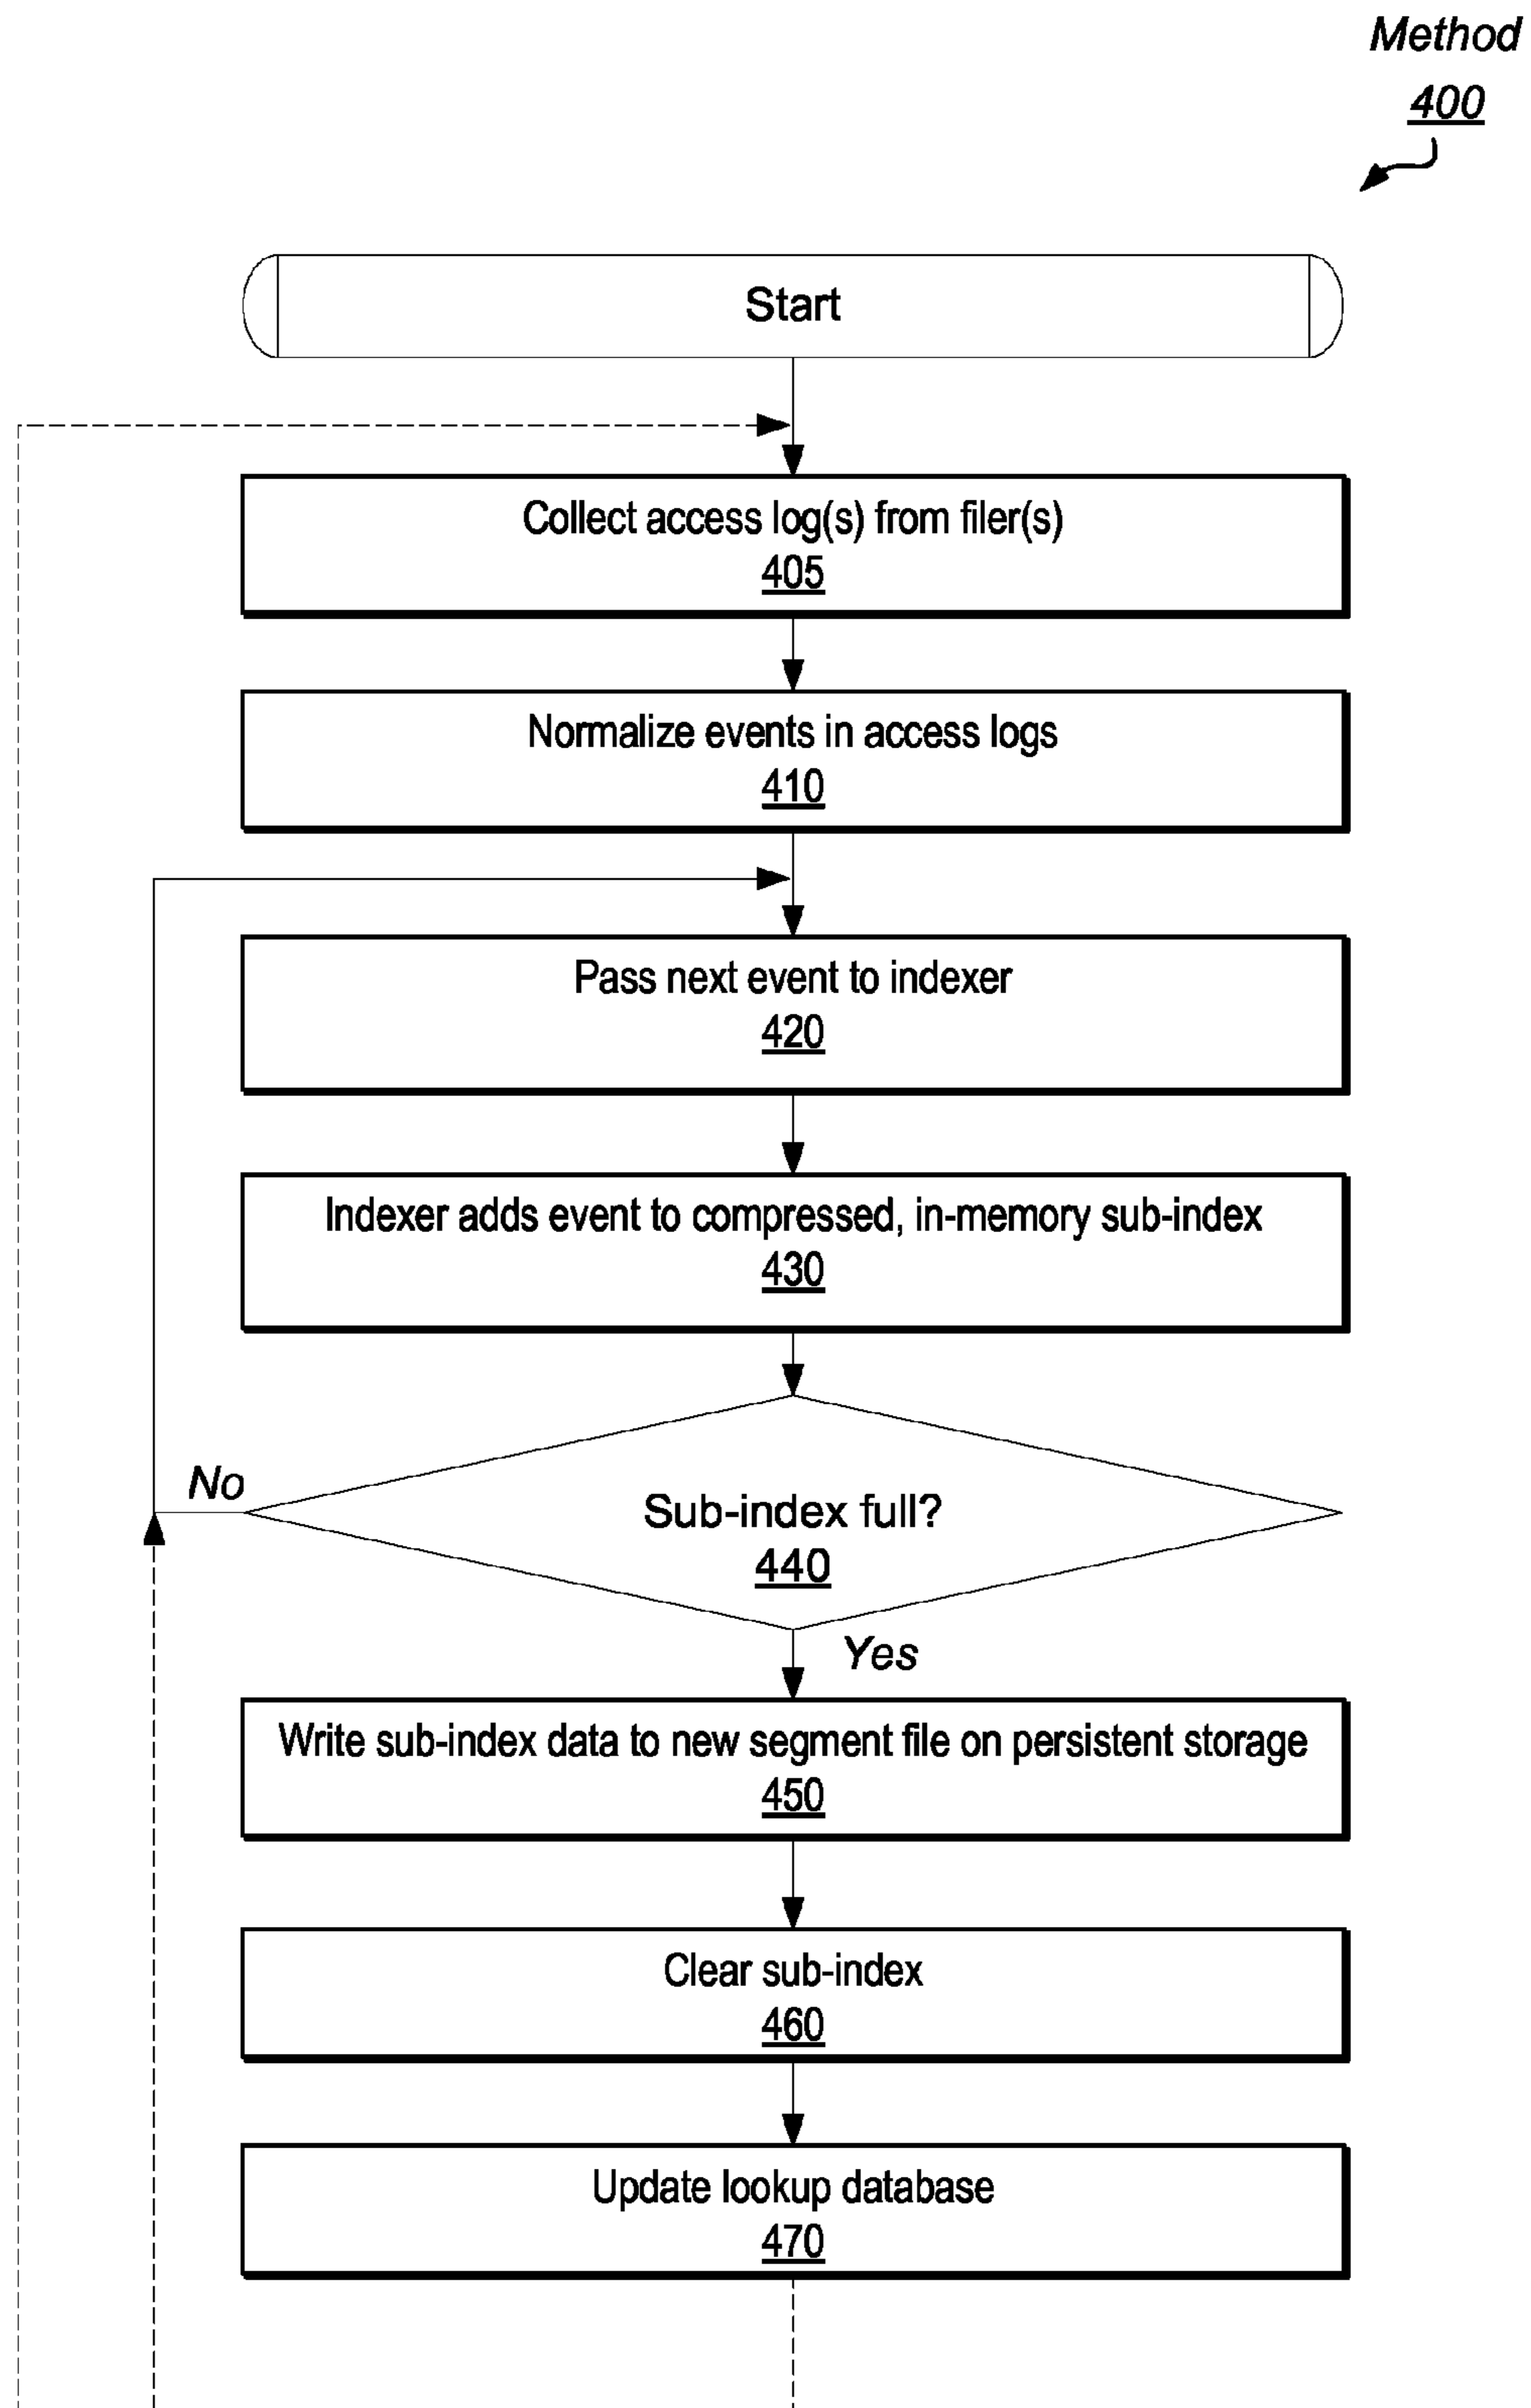 Method
400
Start
Collect access log(s) from filer(s)
405
Normalize events in access logs
410
Pass next event to indexer
420
Indexer adds event to compressed, in-memory sub-index
430
No
Sub-index full?
440
Yes
Write sub-index data to new segment file on persistent storage
450
Clear sub-index
460
Update lookup database
470